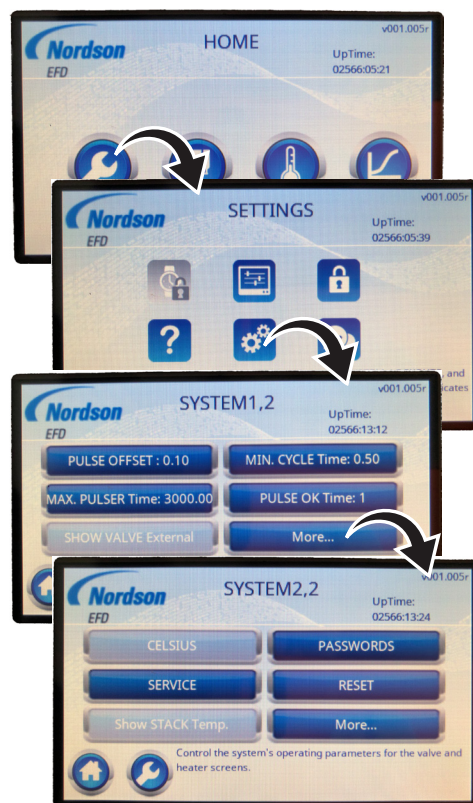 v001.005r
Nordson
EFD
HOME
UpTime:
02566:05:21
v001.005r
Nordson
EFD
SETTINGS
UpTime:
02566:05:39
?
and
icates
v001.005r
Nordson
EFD
SYSTEM1,2
UpTime:
02566:13:12
PULSE OFFSET : 0.10
MIN. CYCLE Time: 0.50
MAX. PULSER Time: 3000.00
PULSE OK Time: 1
SHOW VALVE External
More...
v001.005r
Nordson
EFD
SYSTEM2,2
UpTime:
02566:13:24
CELSIUS
PASSWORDS
SERVICE
RESET
Show STACK Temp.
More...
Control the system's operating parameters for the valve and
heater screens.